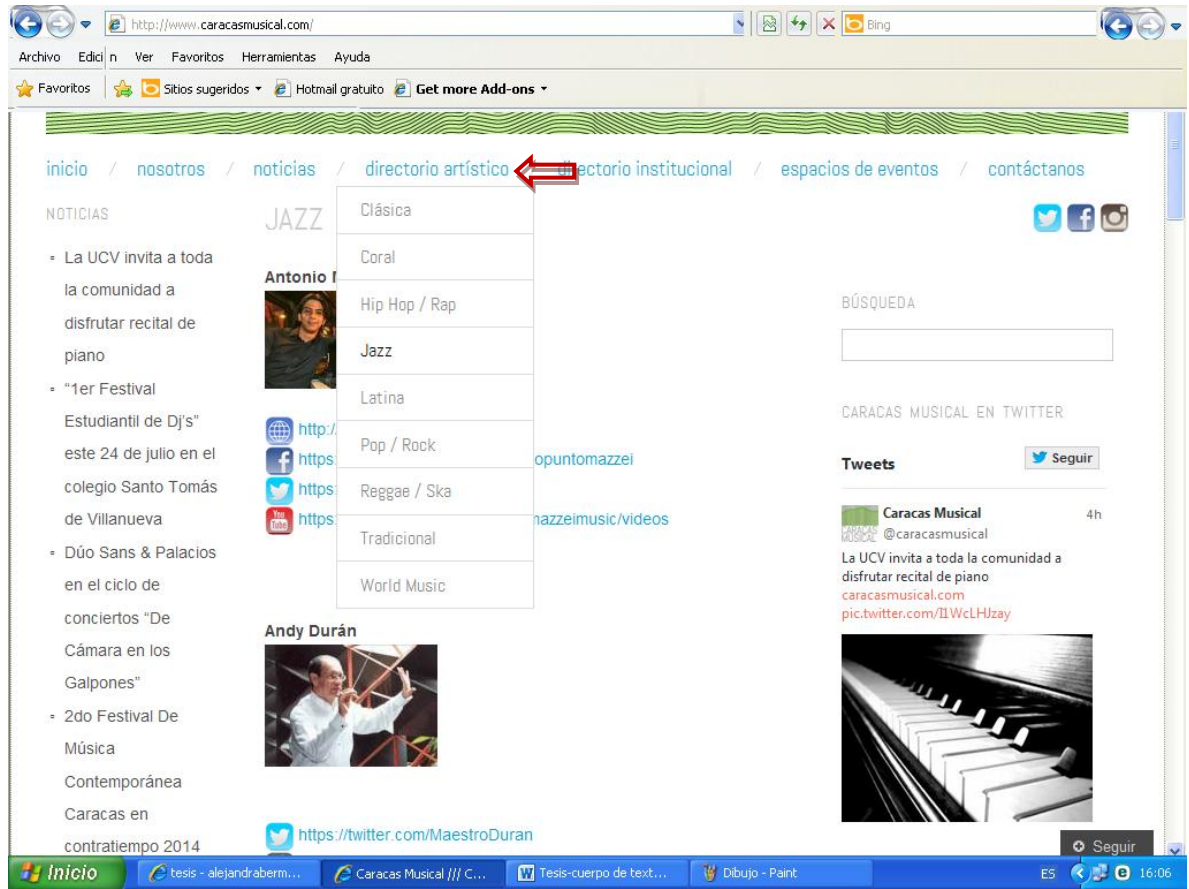 http://www.caracasmusical.com/
Bing
Archivo Edici n Ver Favoritos Herramientas Ayuda
Favoritos Sitios sugeridos Hotmail gratuito Get more Add-ons
inicio / nosotros / noticias / directorio artístico directorio institucional / espacios de eventos / contáctanos
NOTICIAS
La UCV invita a toda
la comunidad a
disfrutar recital de
piano
“1er Festival
Estudiantil de Dj's”
este 24 de julio en el
colegio Santo Tomás
de Villanueva
Dúo Sans & Palacios
en el ciclo de
conciertos “De
Cámara en los
Galpones”
2do Festival De
Música
Contemporánea
Caracas en
contratiempo 2014
JAZZ
Antonio
Clásica
Coral
Hip Hop / Rap
Jazz
Latina
Pop / Rock
Reggae / Ska
Tradicional
World Music
http:/
https: opuntomazzei
https:
You Tube https: mazzeimusic/videos
Andy Durán
https://twitter.com/MaestroDuran
BÚSQUEDA
CARACAS MUSICAL EN TWITTER
Tweets Seguir
Caracas Musical 4h
@caracasmusical
La UCV invita a toda la comunidad a
disfrutar recital de piano
caracasmusical.com
pic.twitter.com/I1WcLHJzay
Seguir
Inicio tesis - alejandraberm... Caracas Musical /// C... Tesis-cuerpo de text... Dibujo - Paint ES 16:06